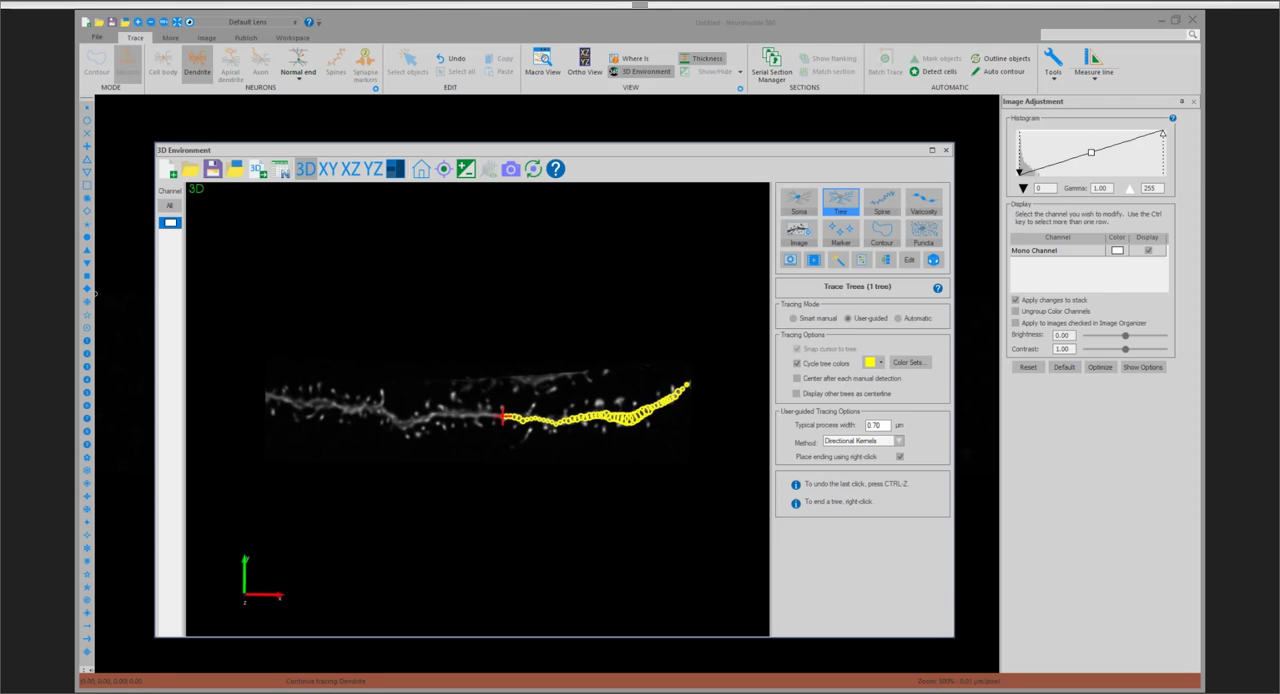 Default Lens
Untitled - Neurolucida 360
File
Trace
More
Image
Publish
Workspace
Contour
Cell body
Dendrite
Apical
dendrite
Axon
Normal end
Spines
Synapse
markers
Select objects
Undo
Select all
Copy
Paste
Macro View
Ortho View
Where Is
3D Environment
Thickness
Show/Hide
Serial Section
Manager
Show flanking
Match section
Batch Trace
Mark objects
Detect cells
Outline objects
Auto contour
Tools
Measure line
MODE
NEURONS
EDIT
VIEW
SECTIONS
AUTOMATIC
3D Environment
3D XY XZ YZ
Channel
All
3D
Soma
Tree
Spine
Varicosity
Image
Marker
Contour
Puncta
Edit
Trace Trees (1 tree)
Tracing Mode
Smart manual
User-guided
Automatic
Tracing Options
Snap cursor to tree
Cycle tree colors
Color Sets...
Center after each manual detection
Display other trees as centerline
User-guided Tracing Options
Typical process width: 0.70 µm
Method: Directional Kernels
Place ending using right-click
To undo the last click, press CTRL-Z.
To end a tree, right-click.
y
x
z
Image Adjustment
Histogram
0
Gamma: 1.00
255
Display
Select the channel you wish to modify. Use the Ctrl
key to select more than one row.
Channel
Color
Display
Mono Channel
Apply changes to stack
Ungroup Color Channels
Apply to images checked in Image Organizer
Brightness: 0.00
Contrast: 1.00
Reset
Default
Optimize
Show Options
(0.00, 0.00, 0.00) 0.00
Continue tracing Dendrite
Zoom: 300% - 0.01 µm/pixel